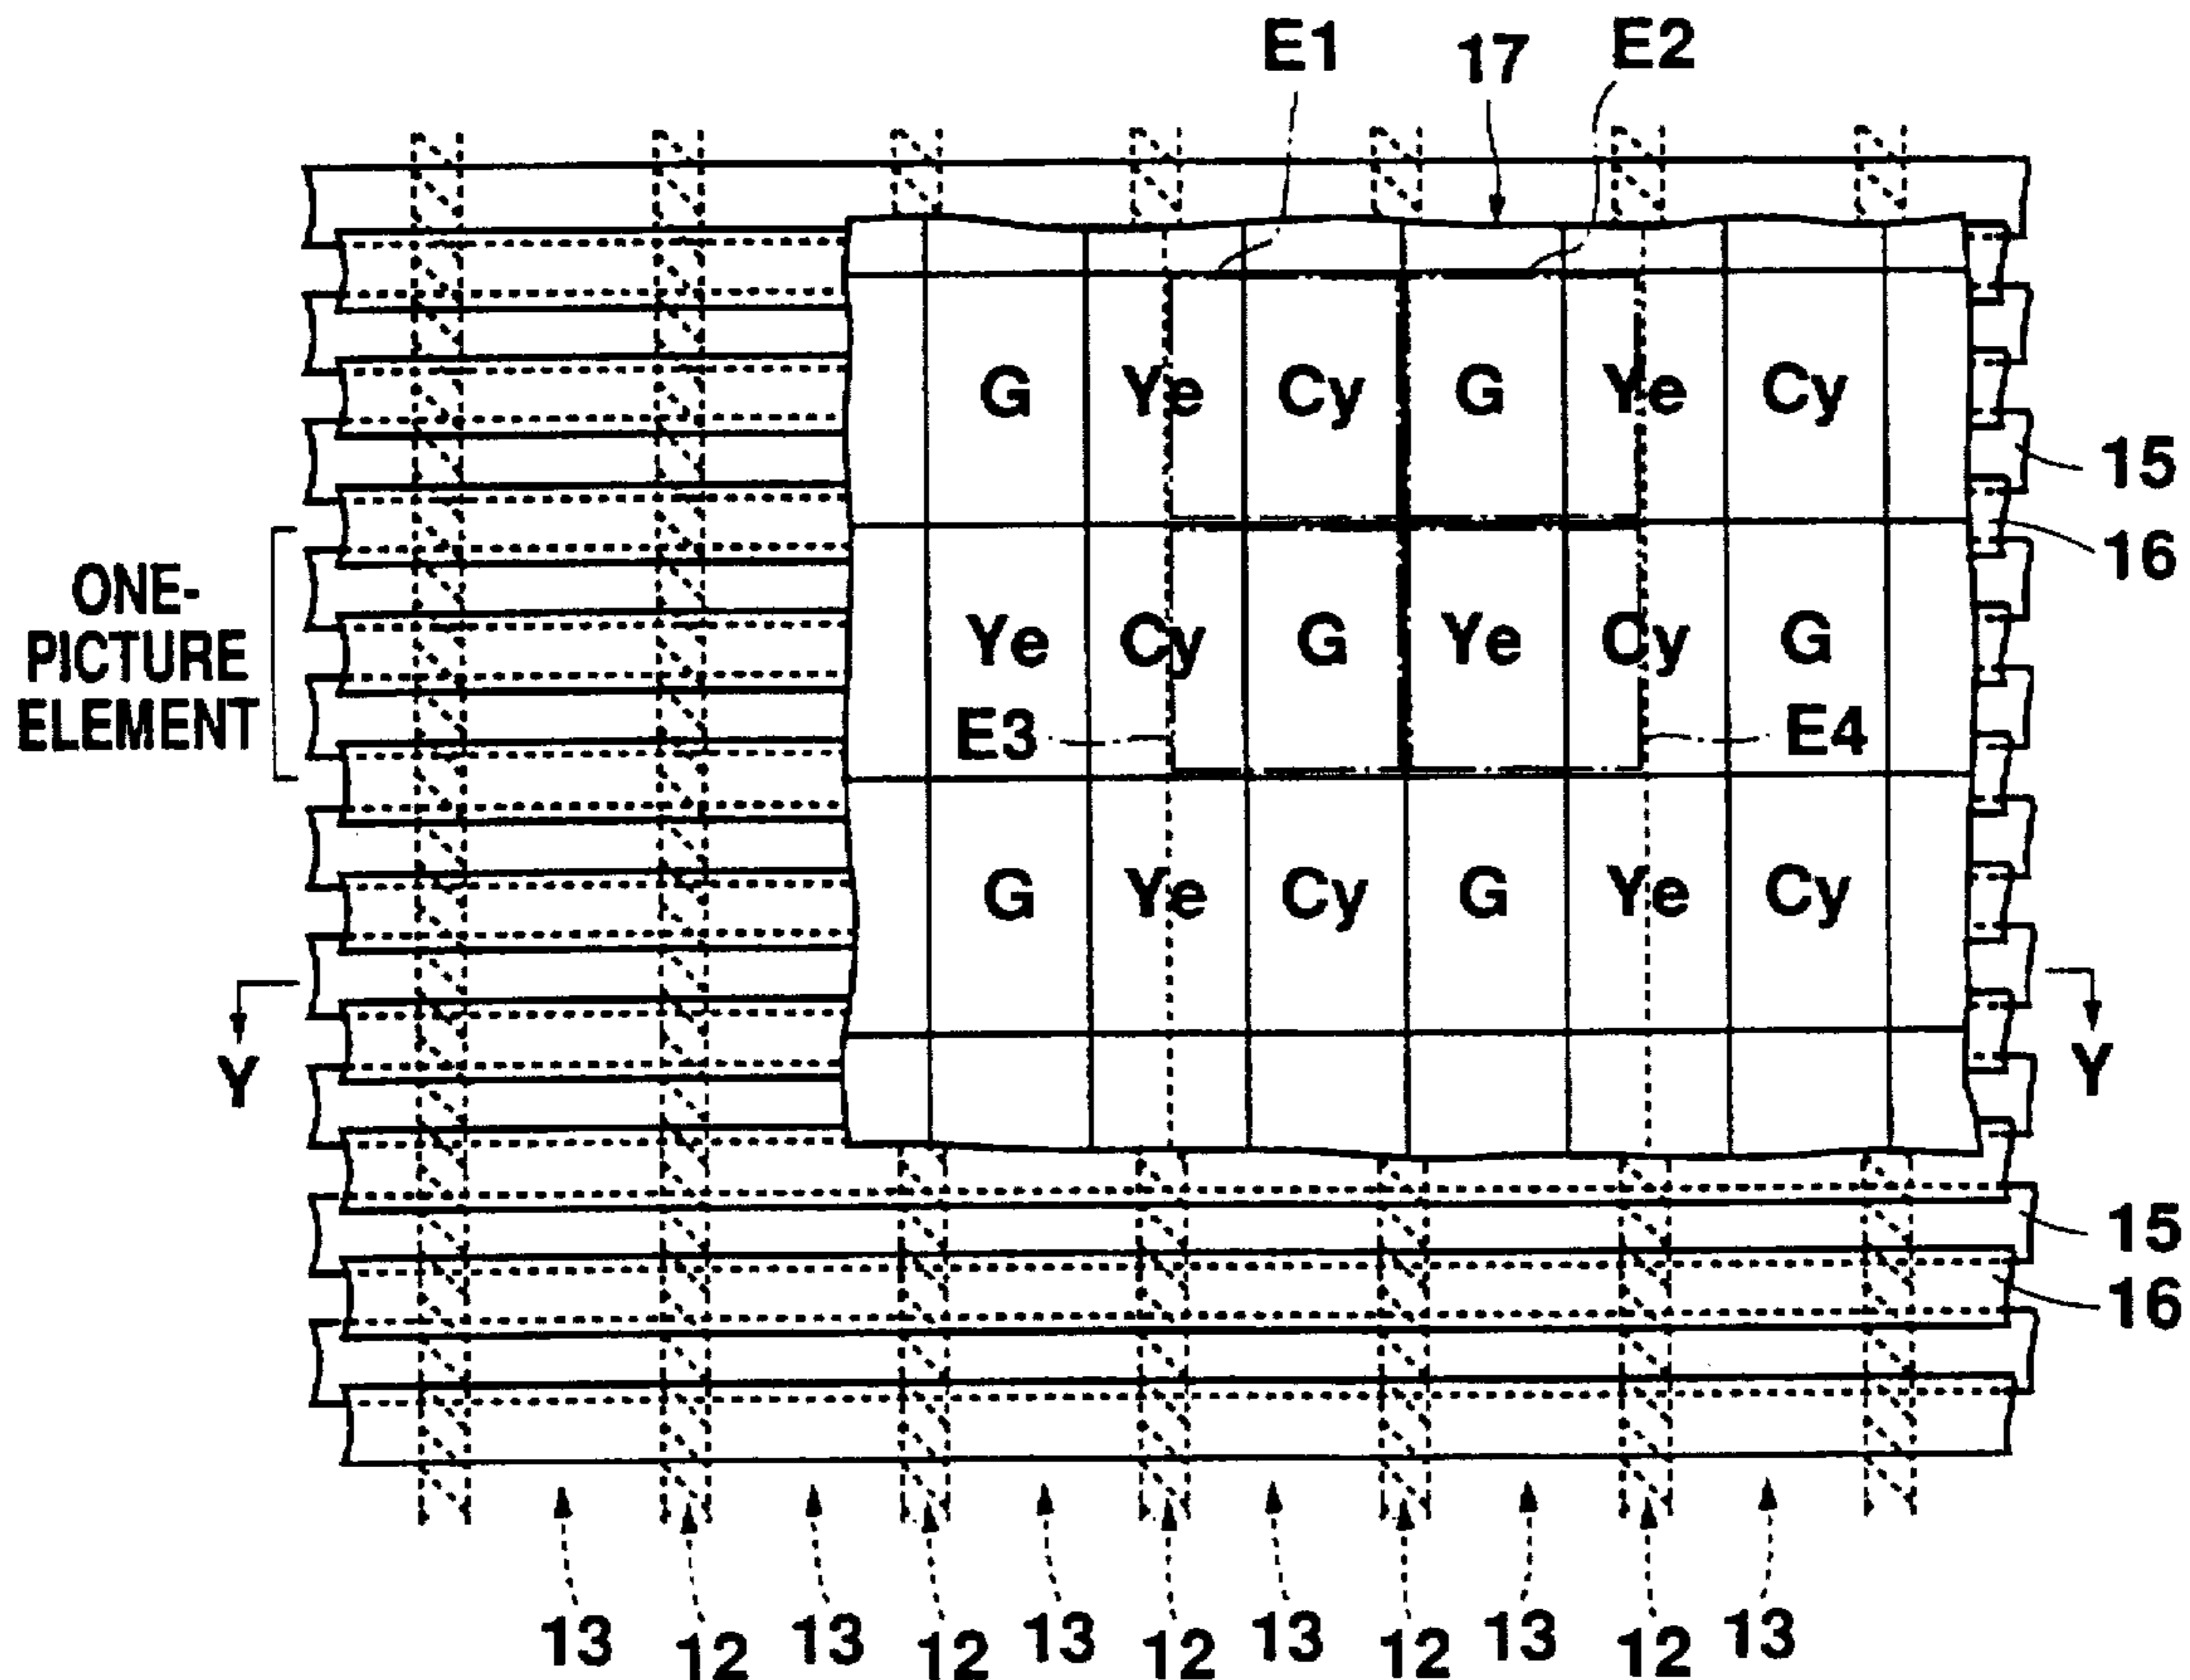 E1 17 E2
G Ye Cy G Ye Cy
15
16
ONE-
PICTURE
ELEMENT
Ye Cy G Ye Cy G
E3 E4
G Ye Cy G Ye Cy
Y Y
15
16
13 12 13 12 13 12 13 12 13 12 13